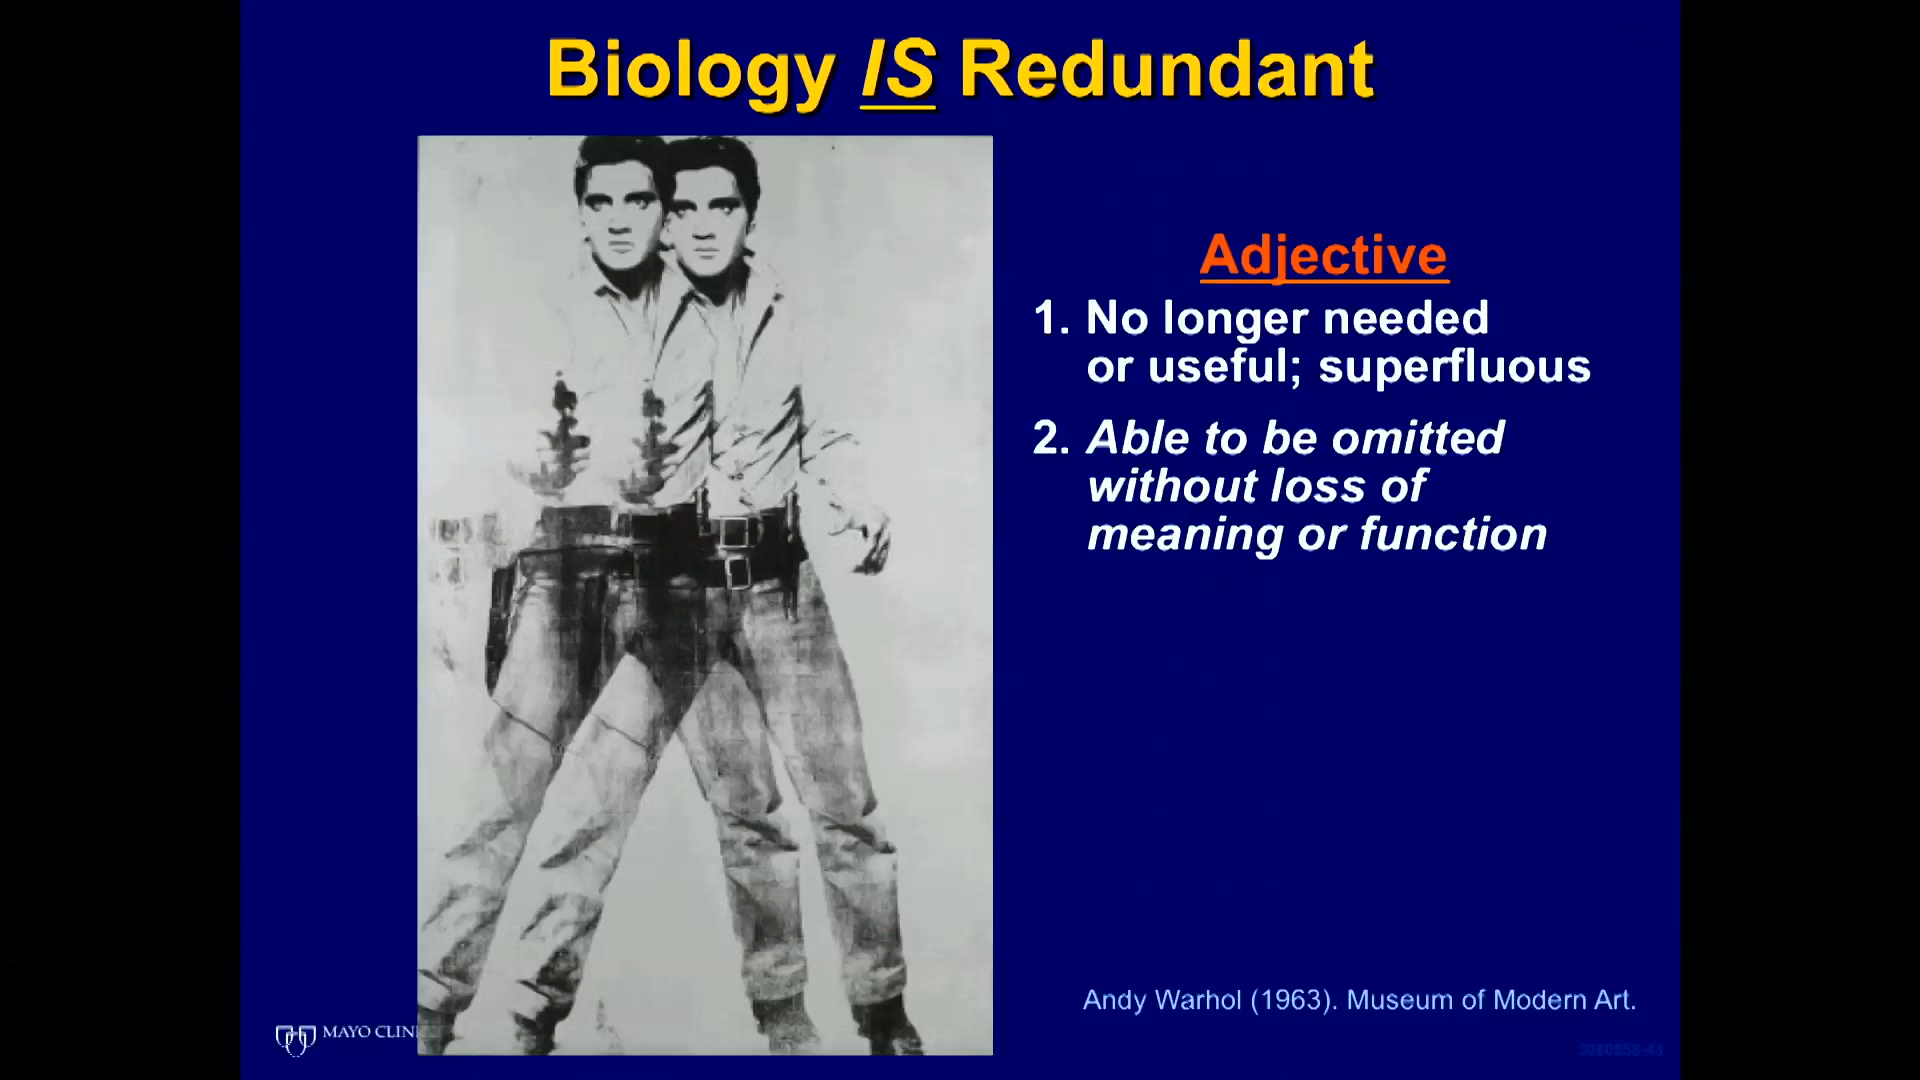 Biology IS Redundant
Adjective
1. No longer needed
or useful; superfluous
2. Able to be omitted
without loss of
meaning or function
Andy Warhol (1963). Museum of Modern Art.
MAYO CLINI